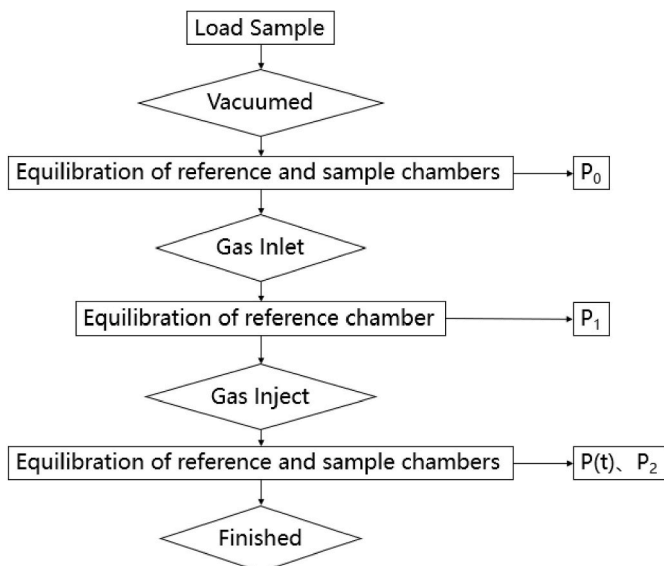 Load Sample
Vacuumed
Equilibration of reference and sample chambers
P₀
Gas Inlet
Equilibration of reference chamber
P₁
Gas Inject
Equilibration of reference and sample chambers
P(t)、P₂
Finished